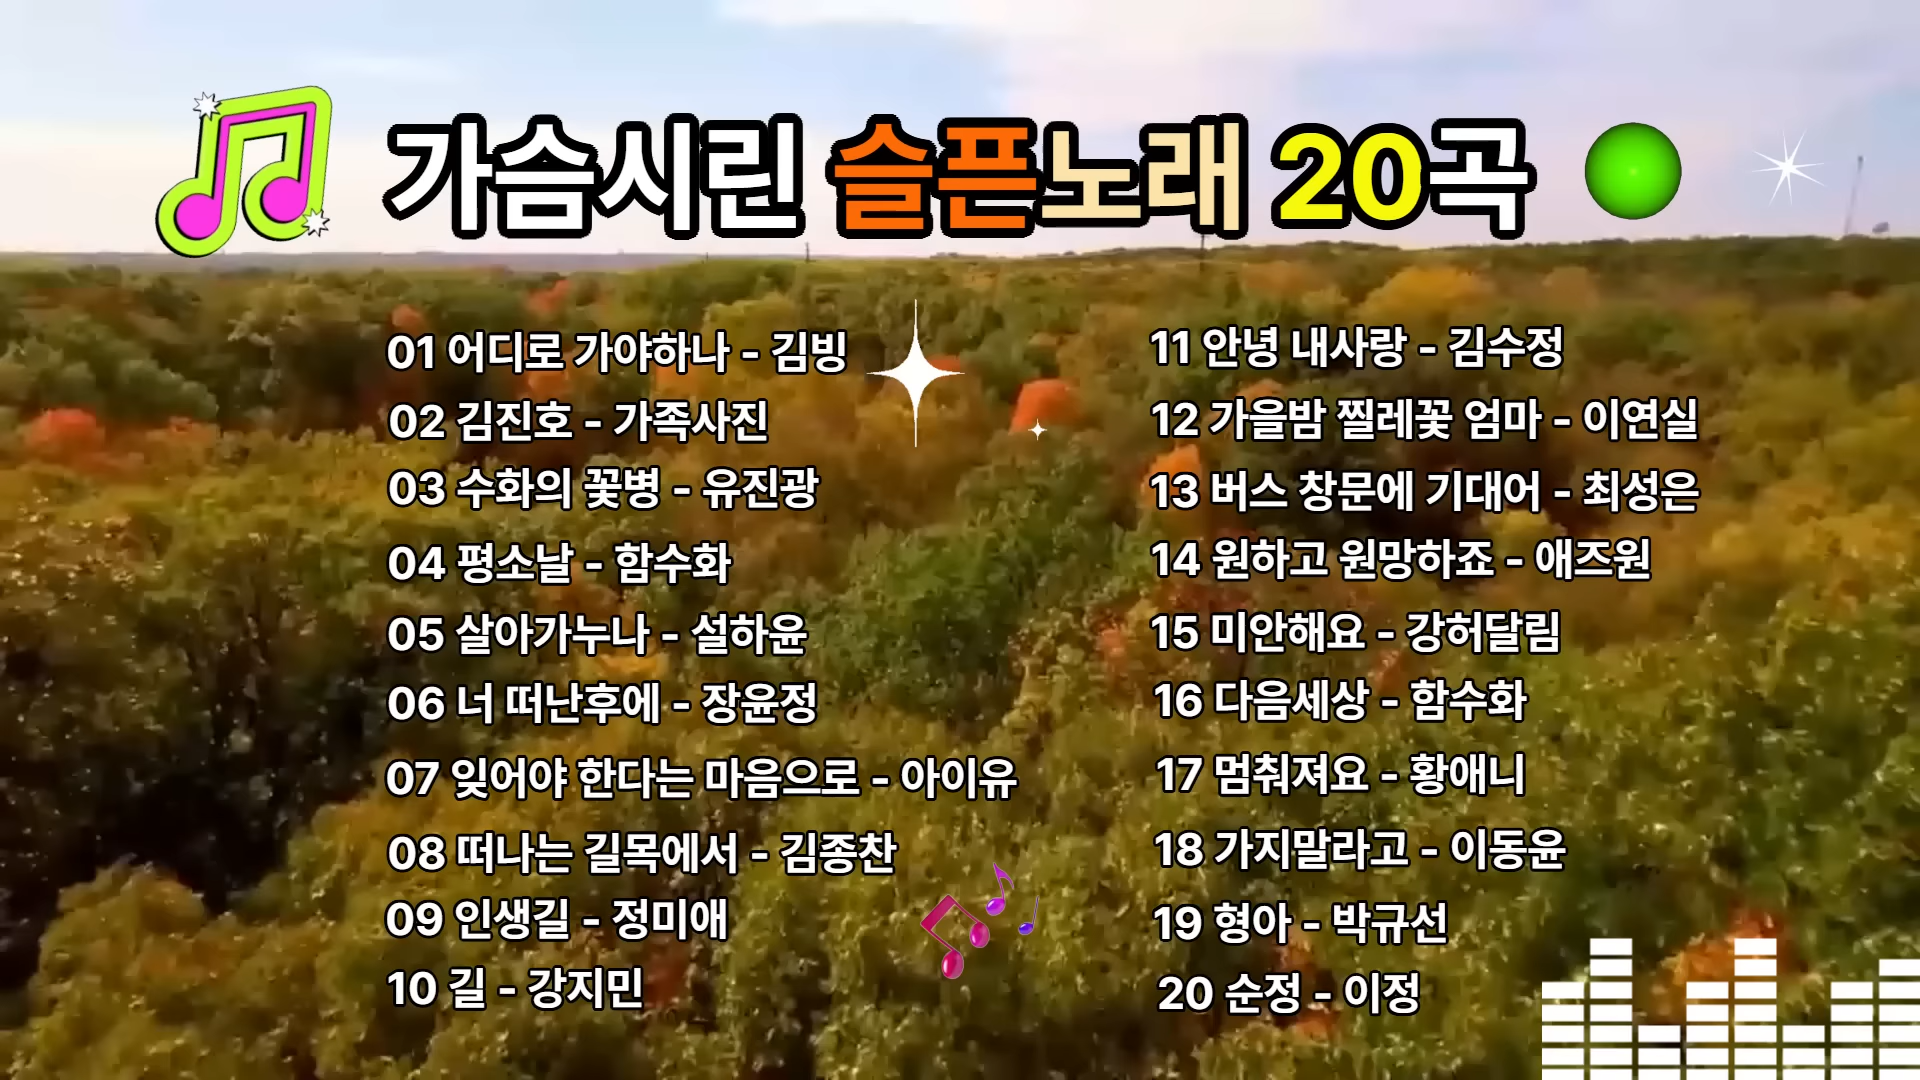 가슴시린 슬픈노래 20곡
01 어디로 가야하나 - 김빙
02 김진호 - 가족사진
03 수화의 꽃병 - 유진광
04 평소날 - 함수화
05 살아가누나 - 설하윤
06 너 떠난후에 - 장윤정
07 잊어야 한다는 마음으로 - 아이유
08 떠나는 길목에서 - 김종찬
09 인생길 - 정미애
10 길 - 강지민
11 안녕 내사랑 - 김수정
12 가을밤 찔레꽃 엄마 - 이연실
13 버스 창문에 기대어 - 최성은
14 원하고 원망하죠 - 애즈원
15 미안해요 - 강허달림
16 다음세상 - 함수화
17 멈춰져요 - 황애니
18 가지말라고 - 이동윤
19 형아 - 박규선
20 순정 - 이정